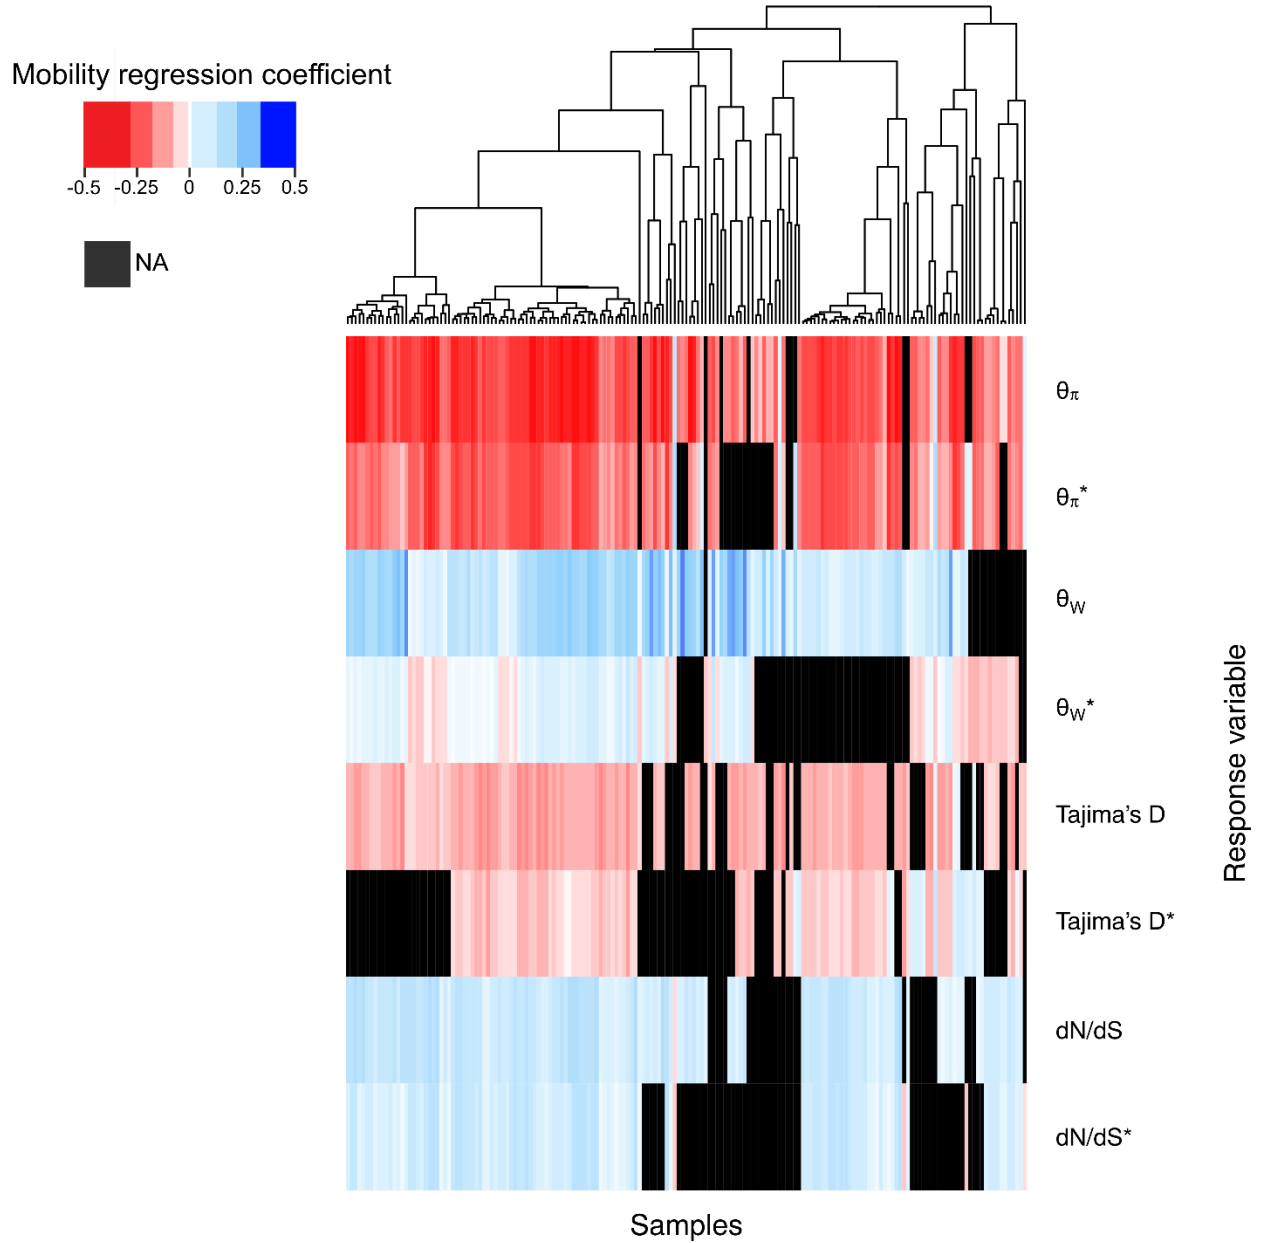 Mobility regression coefficient
-0.5 -0.25 0 0.25 0.5
NA
θπ
θπ*
θW
θW*
Tajima’s D
Tajima’s D*
dN/dS
dN/dS*
Response variable
Samples